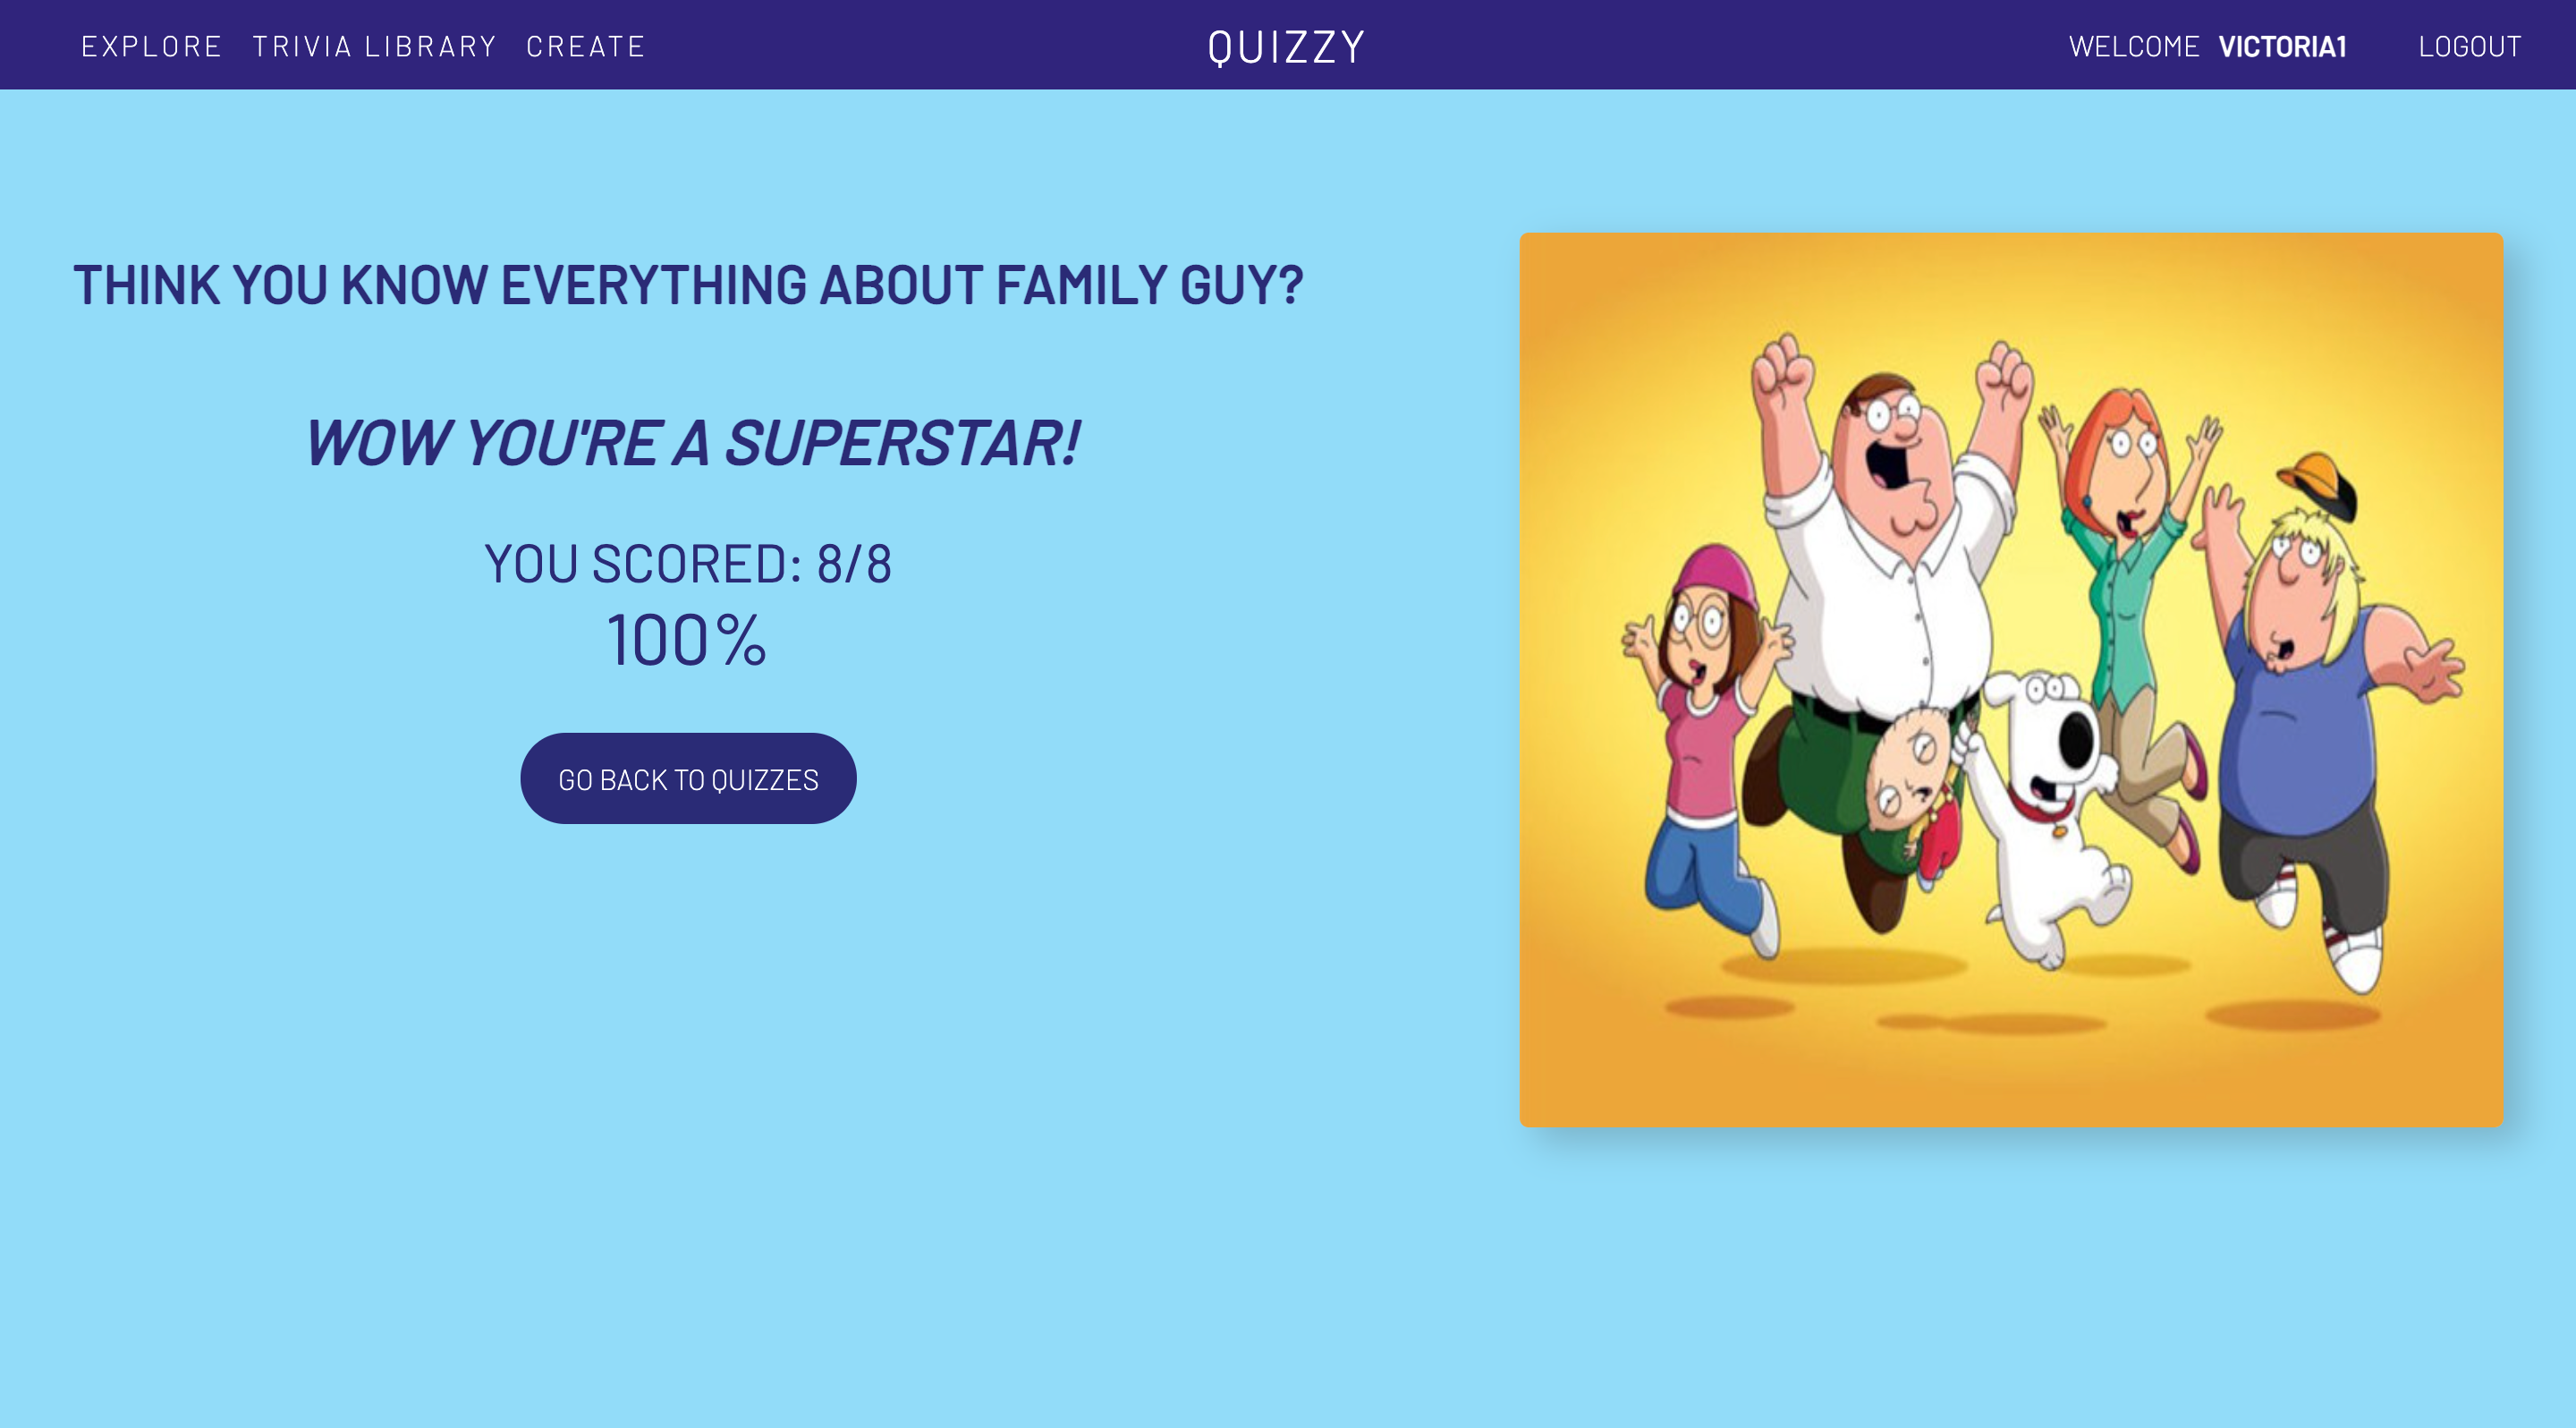 EXPLORE TRIVIA LIBRARY CREATE QUIZZY WELCOME VICTORIA1 LOGOUT
THINK YOU KNOW EVERYTHING ABOUT FAMILY GUY?
WOW YOU'RE A SUPERSTAR!
YOU SCORED: 8/8
100%
GO BACK TO QUIZZES